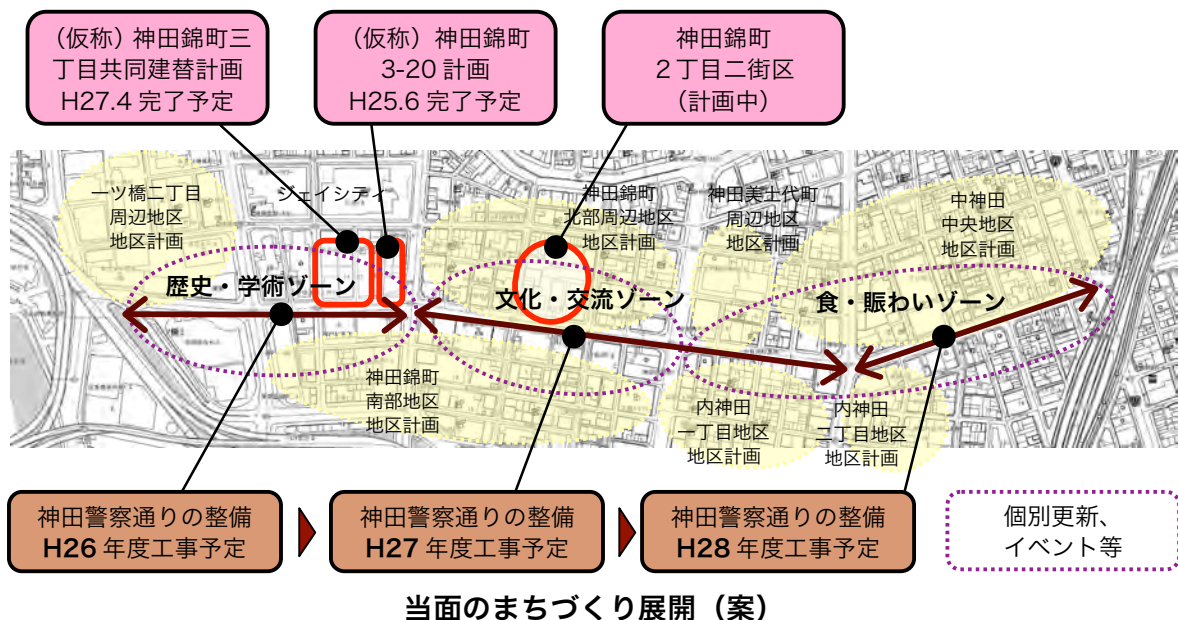 （仮称）神田錦町三
丁目共同建替計画
H27.4 完了予定
（仮称）神田錦町
3-20 計画
H25.6 完了予定
神田錦町
２丁目二街区
（計画中）
一ツ橋二丁目
周辺地区
地区計画
ジェイシティ
神田錦町
北部周辺地区
地区計画
神田美土代町
周辺地区
地区計画
中神田
中央地区
地区計画
歴史・学術ゾーン
文化・交流ゾーン
食・賑わいゾーン
神田錦町
南部地区
地区計画
内神田
一丁目地区
地区計画
内神田
二丁目地区
地区計画
神田警察通りの整備
H26 年度工事予定
神田警察通りの整備
H27 年度工事予定
神田警察通りの整備
H28 年度工事予定
個別更新、
イベント等
当面のまちづくり展開（案）